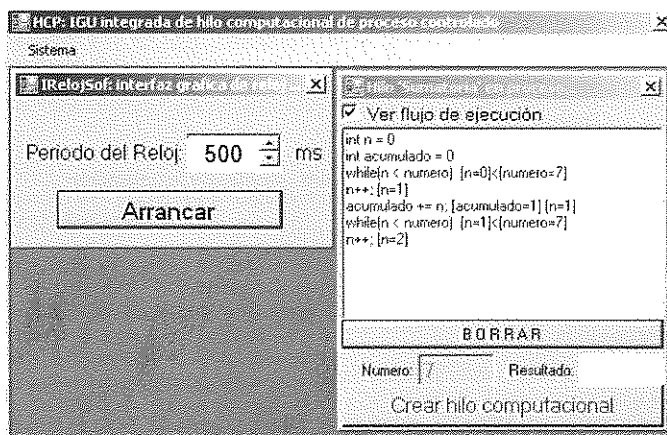 HCP: IGU integrada de hilo computacional de proceso controlado
Sistema
IRelojSof: interfaz grafica de
Periodo del Reloj: 500 ms
Arrancar
Hilo
Ver flujo de ejecución
int n = 0
int acumulado = 0
while(n < numero) {n=0}<{numero=7}
n++; {n=1}
acumulado += n; {acumulado=1} {n=1}
while(n < numero) {n=1}<{numero=7}
n++; {n=2}
BORRAR
Numero: 7 Resultado:
Crear hilo computacional